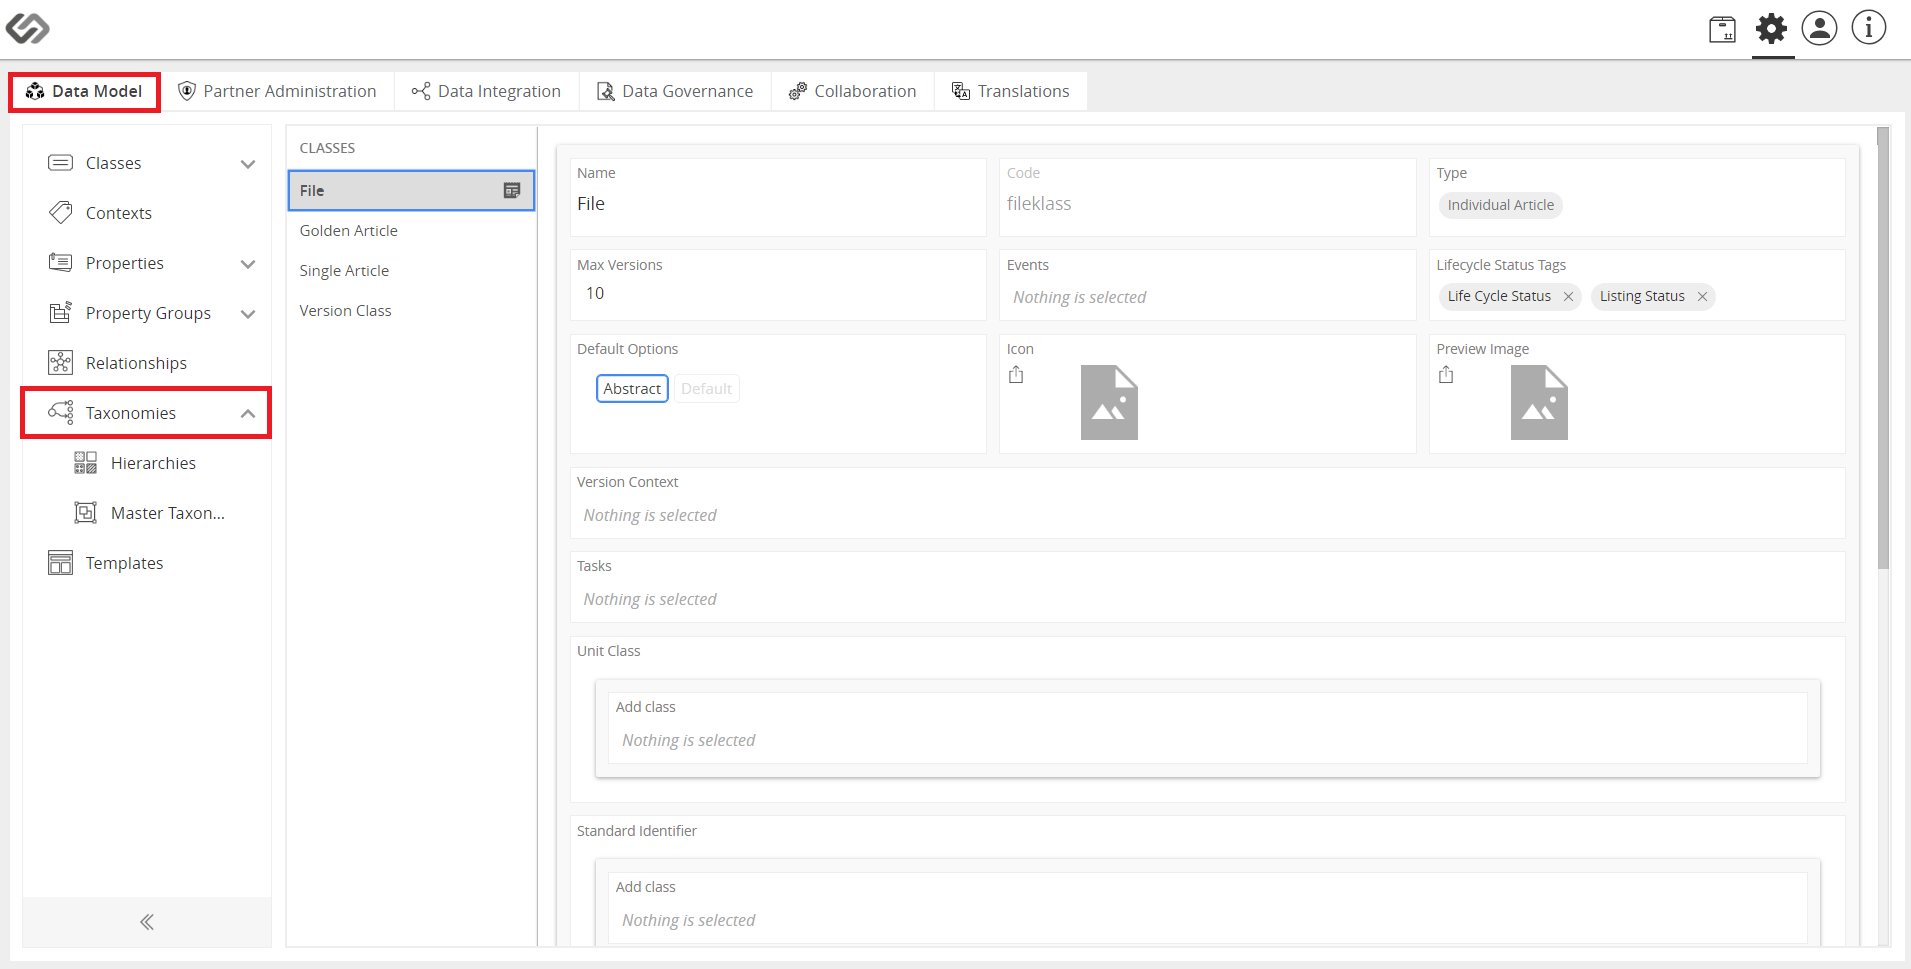 Data Model
Partner Administration
Data Integration
Data Governance
Collaboration
Translations
Classes
Contexts
Properties
Property Groups
Relationships
Taxonomies
Hierarchies
Master Taxon...
Templates
CLASSES
File
Golden Article
Single Article
Version Class
Name
File
Code
fileklass
Type
Individual Article
Max Versions
10
Events
Nothing is selected
Lifecycle Status Tags
Life Cycle Status
Listing Status
Default Options
Abstract
Default
Icon
Preview Image
Version Context
Nothing is selected
Tasks
Nothing is selected
Unit Class
Add class
Nothing is selected
Standard Identifier
Add class
Nothing is selected